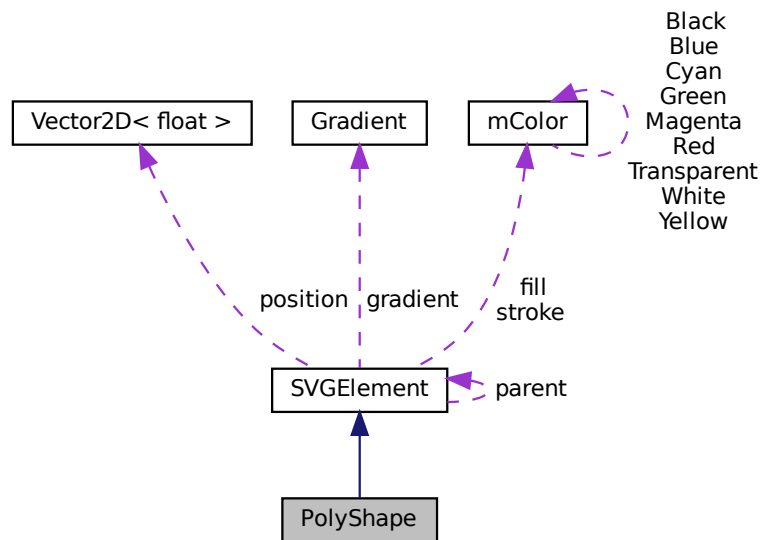 Black
Blue
Cyan
Green
Magenta
Red
Transparent
White
Yellow
Vector2D< float >
Gradient
mColor
position
gradient
fill
stroke
SVGElement
parent
PolyShape